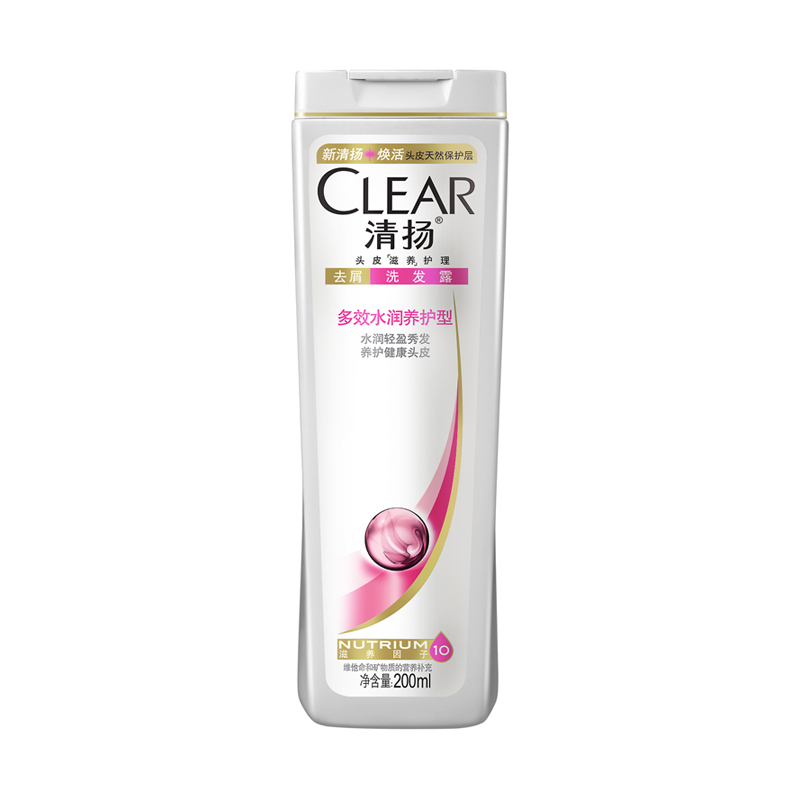 新清扬 焕活 头皮天然保护层
CLEAR
清扬®
头皮「滋养」护理
去屑 洗发露
多效水润养护型
水润轻盈秀发
养护健康头皮
NUTRIUM 10
滋养因子
维他命和矿物质的营养补充
净含量:200ml